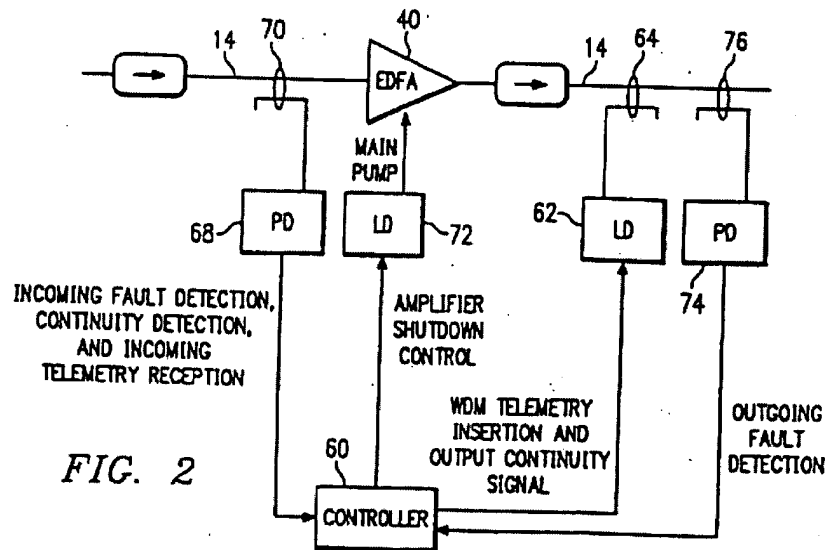 14
70
40
EDFA
14
64
76
MAIN
PUMP
68
PD
LD
72
62
LD
PD
74
INCOMING FAULT DETECTION,
CONTINUITY DETECTION,
AND INCOMING
TELEMETRY RECEPTION
AMPLIFIER
SHUTDOWN
CONTROL
WDM TELEMETRY
INSERTION AND
OUTPUT CONTINUITY
SIGNAL
OUTGOING
FAULT
DETECTION
FIG. 2
60
CONTROLLER